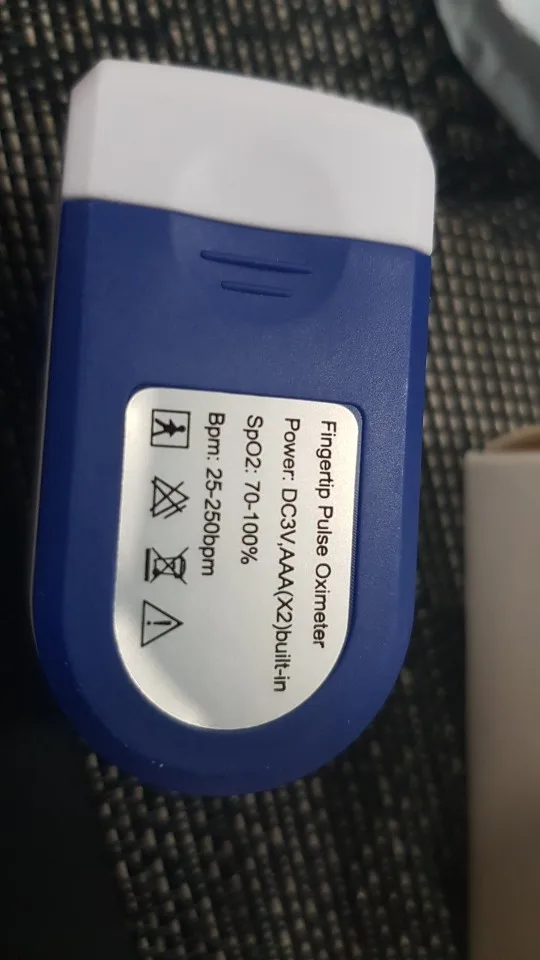 Fingertip Pulse Oximeter
Power: DC3V,AAA(X2)built-in
SpO2: 70-100%
Bpm: 25-250bpm